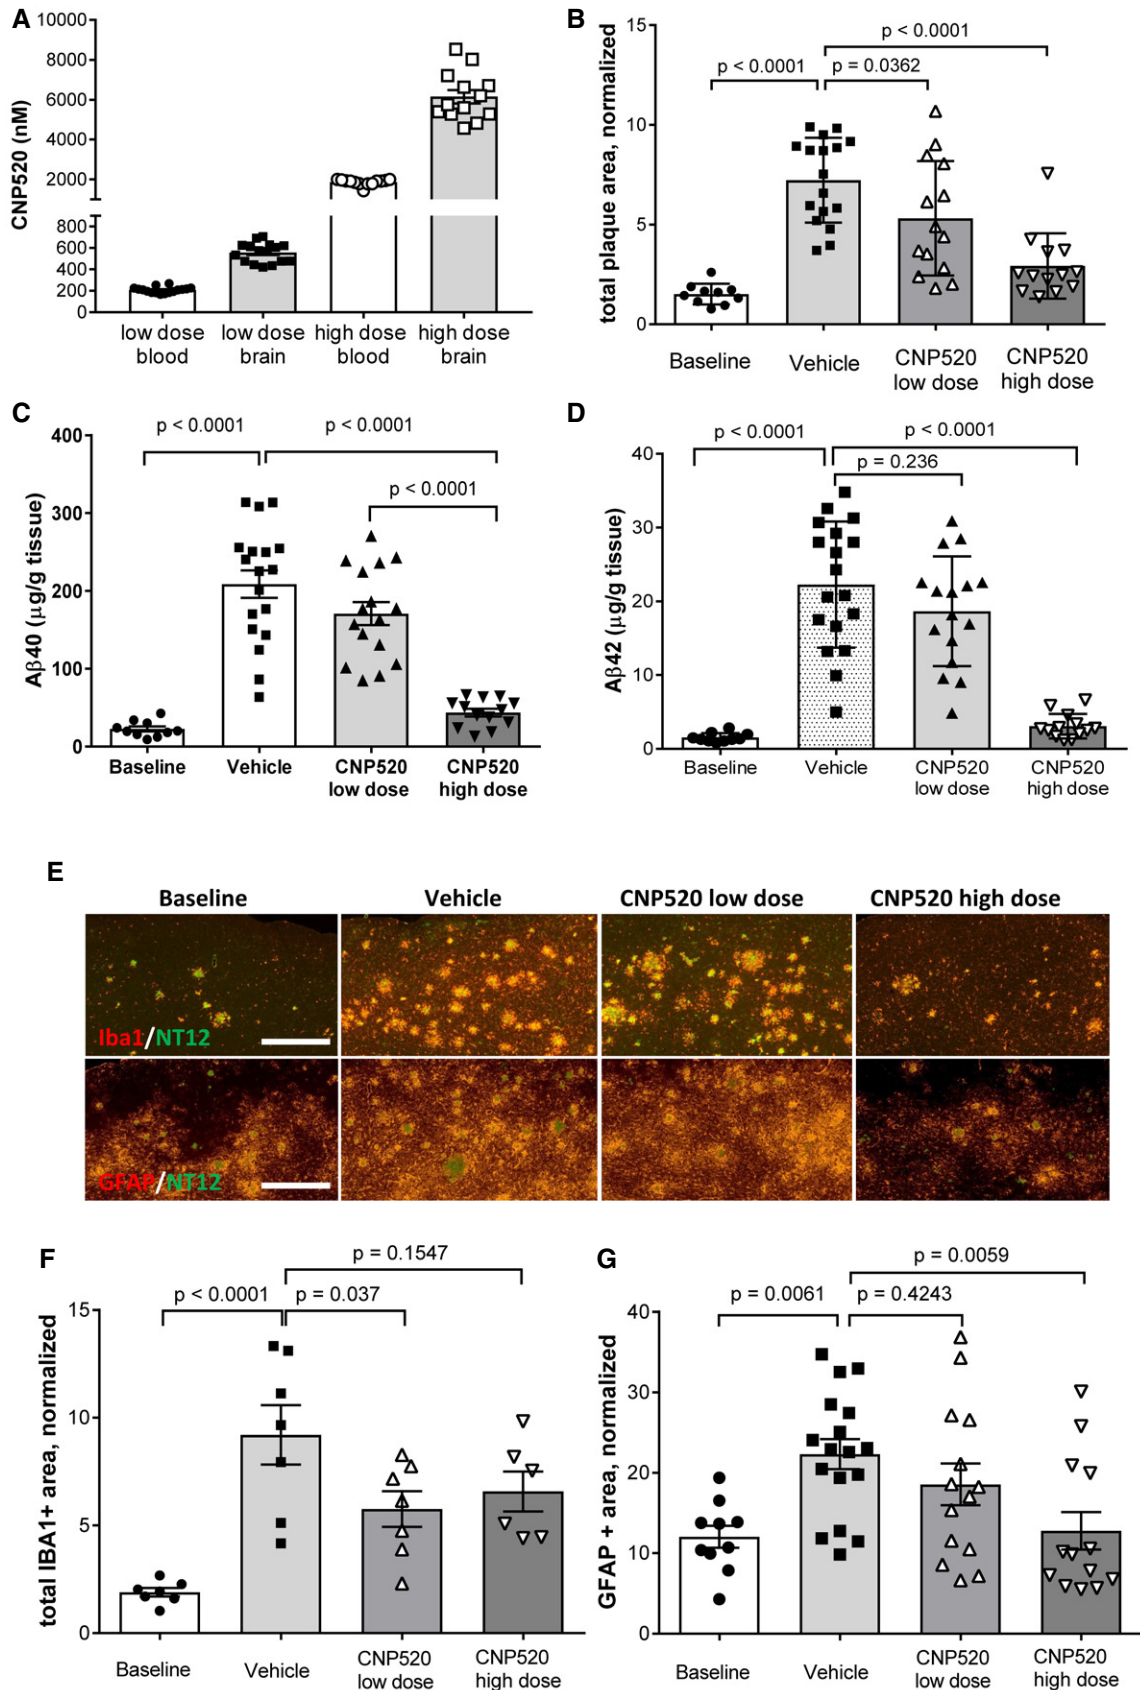 A
10000
8000
6000
4000
2000
800
600
400
200
0
CNP520 (nM)
low dose blood
low dose brain
high dose blood
high dose brain
B
15
10
5
0
total plaque area, normalized
p < 0.0001
p < 0.0001
p = 0.0362
Baseline
Vehicle
CNP520 low dose
CNP520 high dose
C
400
300
200
100
0
Aβ40 (µg/g tissue)
p < 0.0001
p < 0.0001
p < 0.0001
Baseline
Vehicle
CNP520 low dose
CNP520 high dose
D
40
30
20
10
0
Aβ42 (µg/g tissue)
p < 0.0001
p < 0.0001
p = 0.236
Baseline
Vehicle
CNP520 low dose
CNP520 high dose
E
Baseline
Vehicle
CNP520 low dose
CNP520 high dose
Iba1/NT12
GFAP/NT12
F
15
10
5
0
total IBA1+ area, normalized
p = 0.1547
p < 0.0001
p = 0.037
Baseline
Vehicle
CNP520 low dose
CNP520 high dose
G
40
30
20
10
0
GFAP + area, normalized
p = 0.0059
p = 0.0061
p = 0.4243
Baseline
Vehicle
CNP520 low dose
CNP520 high dose